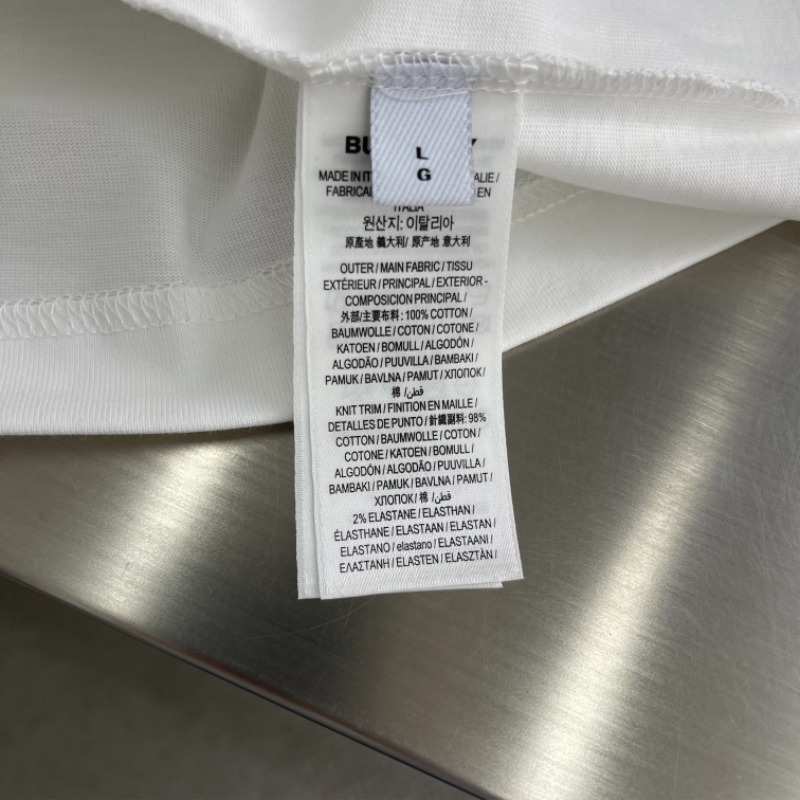 BU Y
L
G
MADE IN IT ALIE /
FABRICA EN
ITALIA
원산지: 이탈리아
原產地 義大利/ 原产地 意大利
OUTER / MAIN FABRIC / TISSU
EXTÉRIEUR / PRINCIPAL / EXTERIOR -
COMPOSICION PRINCIPAL /
外部/主要布料: 100% COTTON /
BAUMWOLLE / COTON / COTONE /
KATOEN / BOMULL / ALGODÓN /
ALGODÃO / PUUVILLA / BAMBAKI /
PAMUK / BAVLNA / PAMUT / ХЛОПОК /
棉 / قطن/
KNIT TRIM / FINITION EN MAILLE /
DETALLES DE PUNTO / 針織副料: 98%
COTTON / BAUMWOLLE / COTON /
COTONE / KATOEN / BOMULL /
ALGODÓN / ALGODÃO / PUUVILLA /
BAMBAKI / PAMUK / BAVLNA / PAMUT /
ХЛОПОК / 棉 / قطن/
2% ELASTANE / ELASTHAN /
ÉLASTHANE / ELASTAAN / ELASTAN /
ELASTANO / elastano / ELASTAANI /
ΕΛΑΣΤΑΝΗ / ELASTEN / ELASZTÀN /